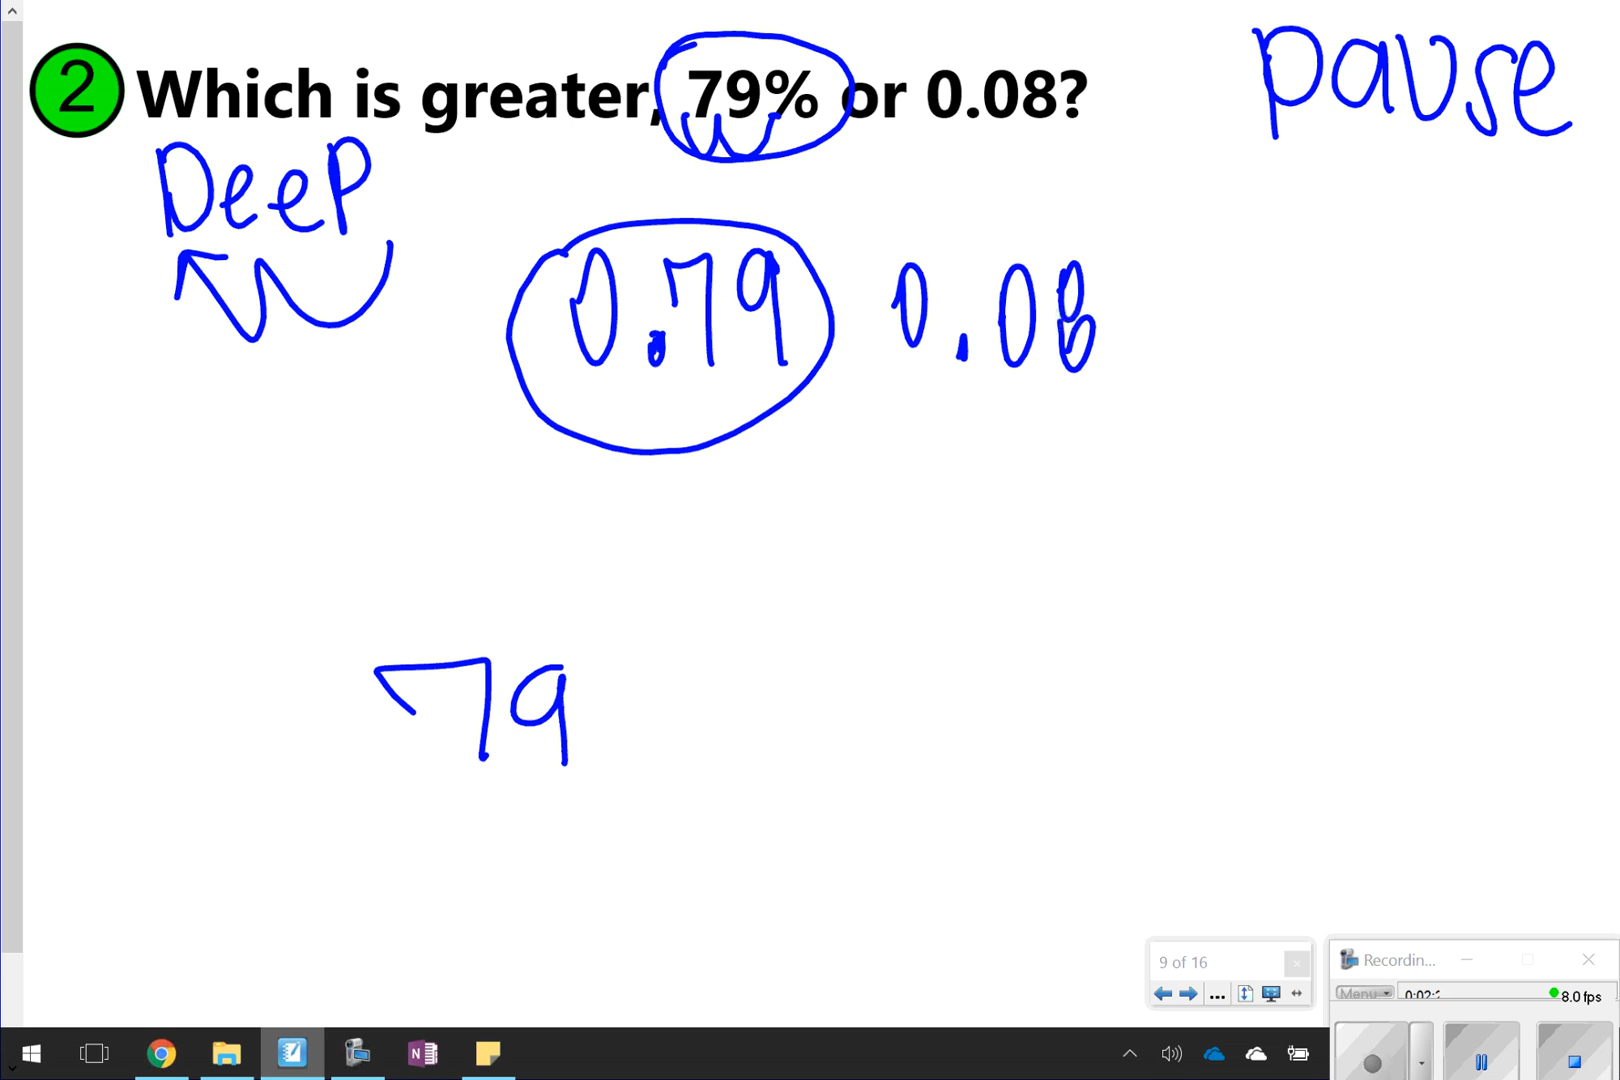 2 Which is greater, 79% or 0.08?
pause
DeeP
0.79 0.08
79
9 of 16
Recordin...
Menu
8.0 fps